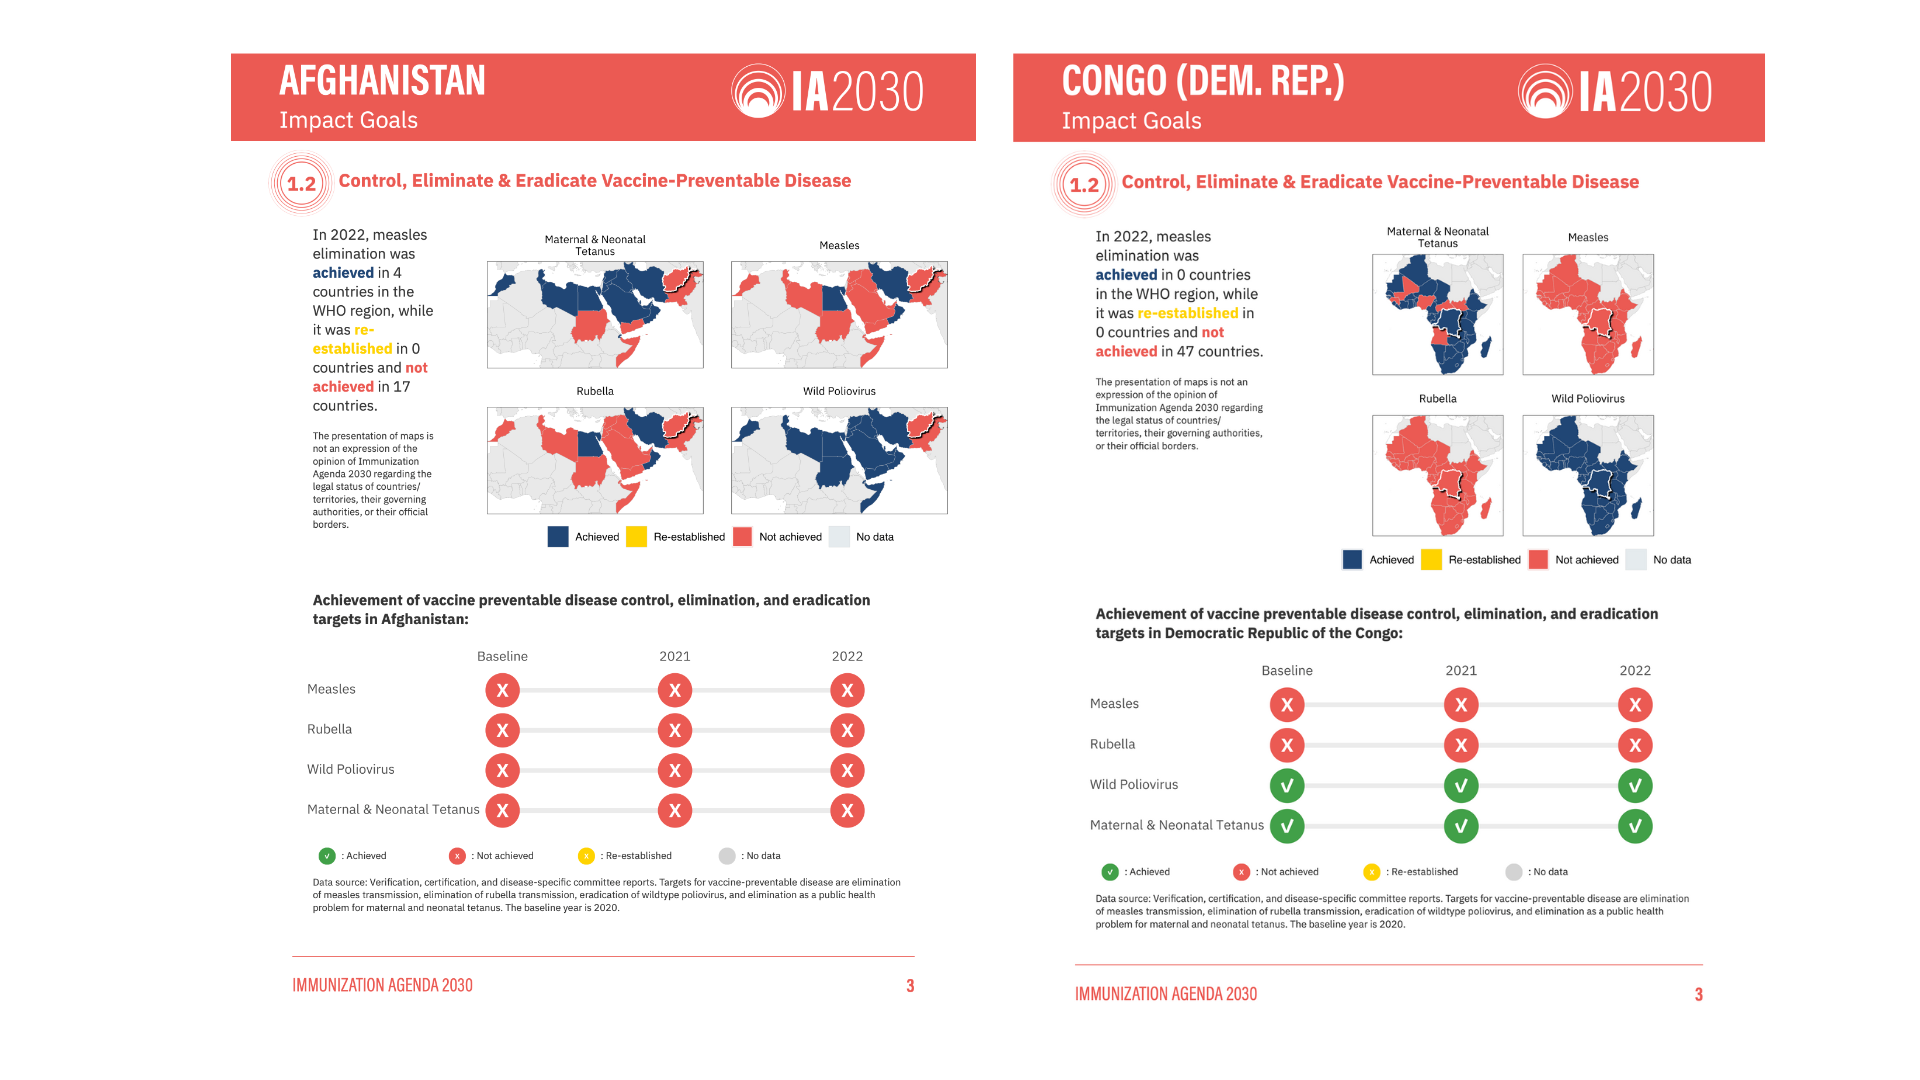 AFGHANISTAN
Impact Goals
IA2030
1.2
Control, Eliminate & Eradicate Vaccine-Preventable Disease
In 2022, measles
elimination was
achieved in 4
countries in the
WHO region, while
it was re-
established in 0
countries and not
achieved in 17
countries.
The presentation of maps is
not an expression of the
opinion of Immunization
Agenda 2030 regarding the
legal status of countries/
territories, their governing
authorities, or their official
borders.
Maternal & Neonatal
Tetanus
Measles
Rubella
Wild Poliovirus
Achieved Re-established Not achieved No data
Achievement of vaccine preventable disease control, elimination, and eradication
targets in Afghanistan:
Baseline 2021 2022
Measles X X X
Rubella X X X
Wild Poliovirus X X X
Maternal & Neonatal Tetanus X X X
✓ : Achieved x : Not achieved x : Re-established : No data
Data source: Verification, certification, and disease-specific committee reports. Targets for vaccine-preventable disease are elimination
of measles transmission, elimination of rubella transmission, eradication of wildtype poliovirus, and elimination as a public health
problem for maternal and neonatal tetanus. The baseline year is 2020.
IMMUNIZATION AGENDA 2030
3
CONGO (DEM. REP.)
Impact Goals
IA2030
1.2
Control, Eliminate & Eradicate Vaccine-Preventable Disease
In 2022, measles
elimination was
achieved in 0 countries
in the WHO region, while
it was re-established in
0 countries and not
achieved in 47 countries.
The presentation of maps is not an
expression of the opinion of
Immunization Agenda 2030 regarding
the legal status of countries/
territories, their governing authorities,
or their official borders.
Maternal & Neonatal
Tetanus
Measles
Rubella
Wild Poliovirus
Achieved Re-established Not achieved No data
Achievement of vaccine preventable disease control, elimination, and eradication
targets in Democratic Republic of the Congo:
Baseline 2021 2022
Measles X X X
Rubella X X X
Wild Poliovirus ✓ ✓ ✓
Maternal & Neonatal Tetanus ✓ ✓ ✓
✓ : Achieved x : Not achieved x : Re-established : No data
Data source: Verification, certification, and disease-specific committee reports. Targets for vaccine-preventable disease are elimination
of measles transmission, elimination of rubella transmission, eradication of wildtype poliovirus, and elimination as a public health
problem for maternal and neonatal tetanus. The baseline year is 2020.
IMMUNIZATION AGENDA 2030
3